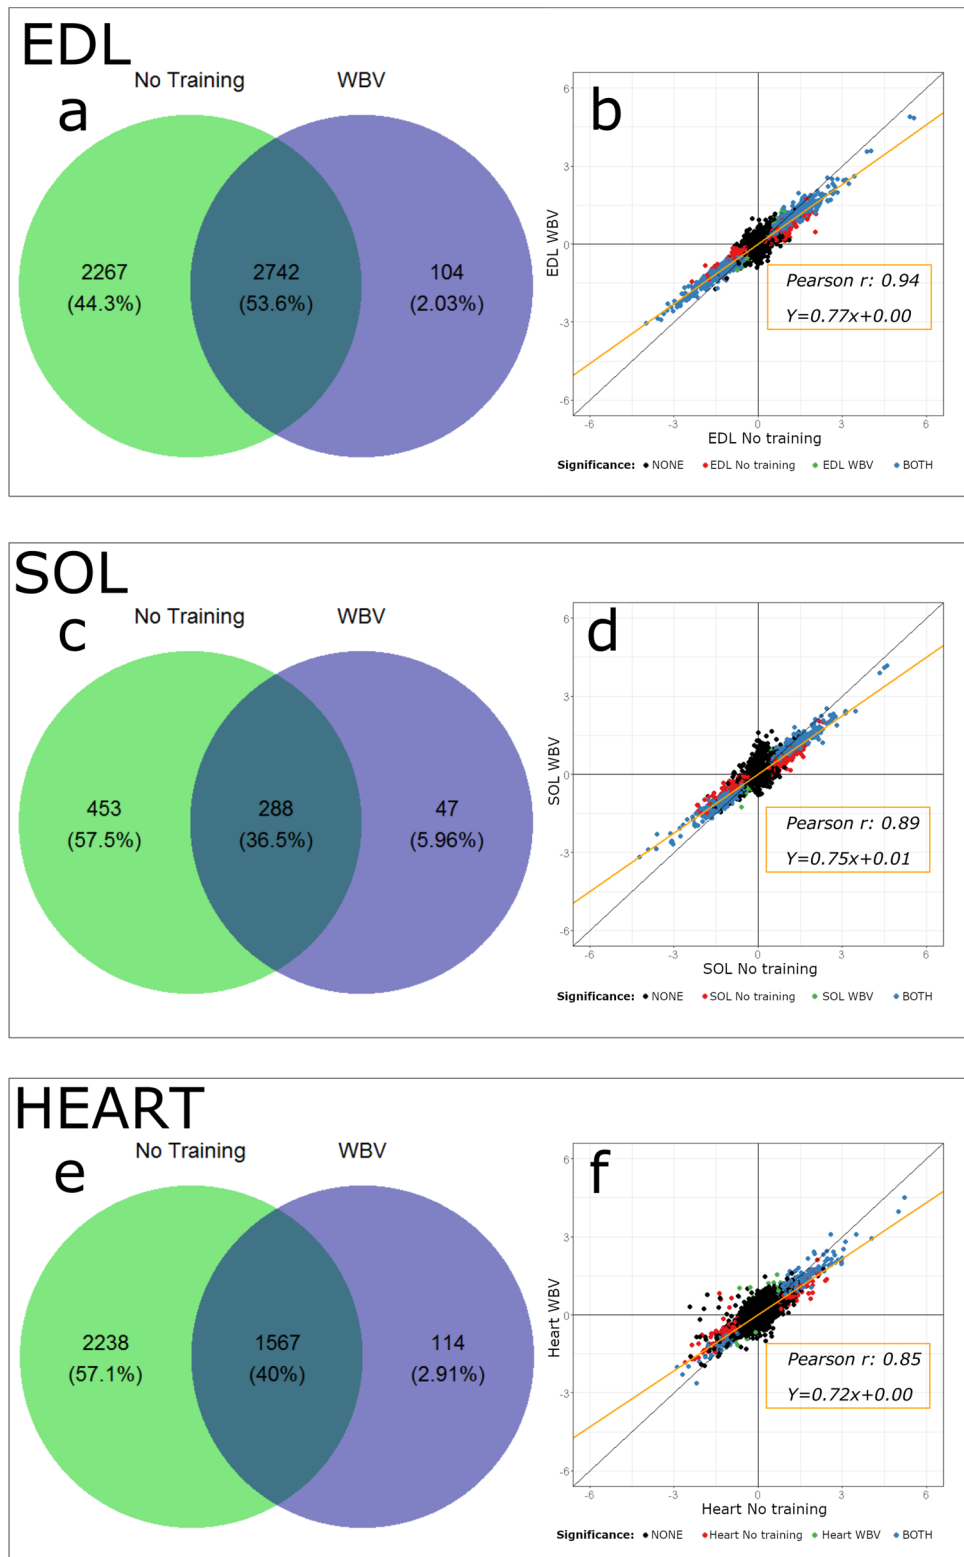 EDL
No Training WBV
a
2267 2742 104
(44.3%) (53.6%) (2.03%)
b
6
3
0
-3
-6
EDL WBV
Pearson r: 0.94
Y=0.77x+0.00
-6 -3 0 3 6
EDL No training
Significance: NONE EDL No training EDL WBV BOTH
SOL
No Training WBV
c
453 288 47
(57.5%) (36.5%) (5.96%)
d
6
3
0
-3
-6
SOL WBV
Pearson r: 0.89
Y=0.75x+0.01
-6 -3 0 3 6
SOL No training
Significance: NONE SOL No training SOL WBV BOTH
HEART
No Training WBV
e
2238 1567 114
(57.1%) (40%) (2.91%)
f
6
3
0
-3
-6
Heart WBV
Pearson r: 0.85
Y=0.72x+0.00
-6 -3 0 3 6
Heart No training
Significance: NONE Heart No training Heart WBV BOTH